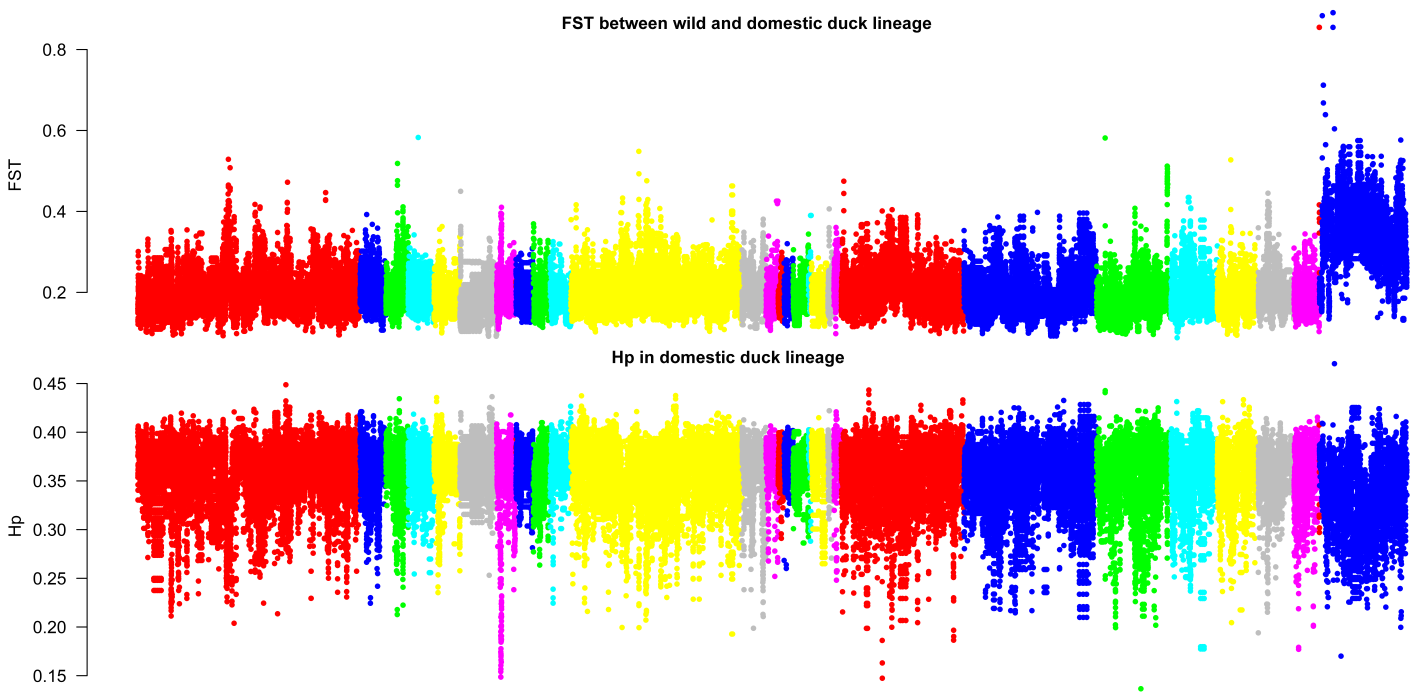 FST between wild and domestic duck lineage
0.8
0.6
0.4
0.2
FST
Hp in domestic duck lineage
0.45
0.40
0.35
0.30
0.25
0.20
0.15
Hp